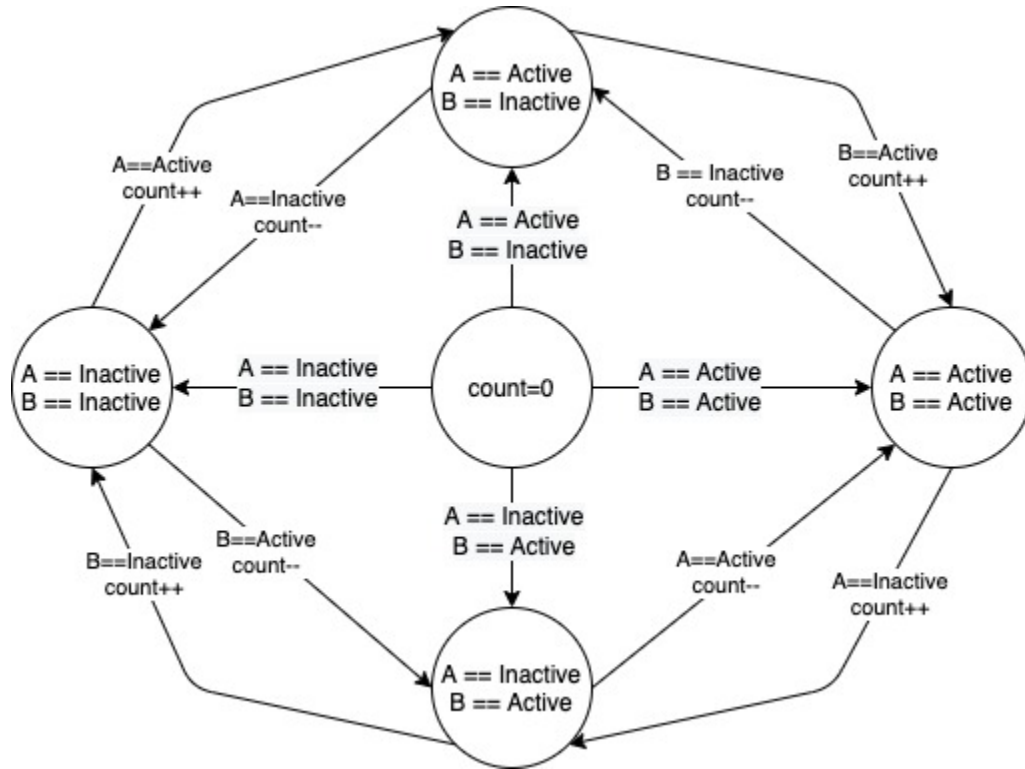 A == Active
B == Inactive
A==Active
count++
A==Inactive
count--
B == Inactive
count--
B==Active
count++
A == Active
B == Inactive
A == Inactive
B == Inactive
A == Inactive
B == Inactive
count=0
A == Active
B == Active
A == Active
B == Active
A == Inactive
B == Active
B==Inactive
count++
B==Active
count--
A==Active
count--
A==Inactive
count++
A == Inactive
B == Active